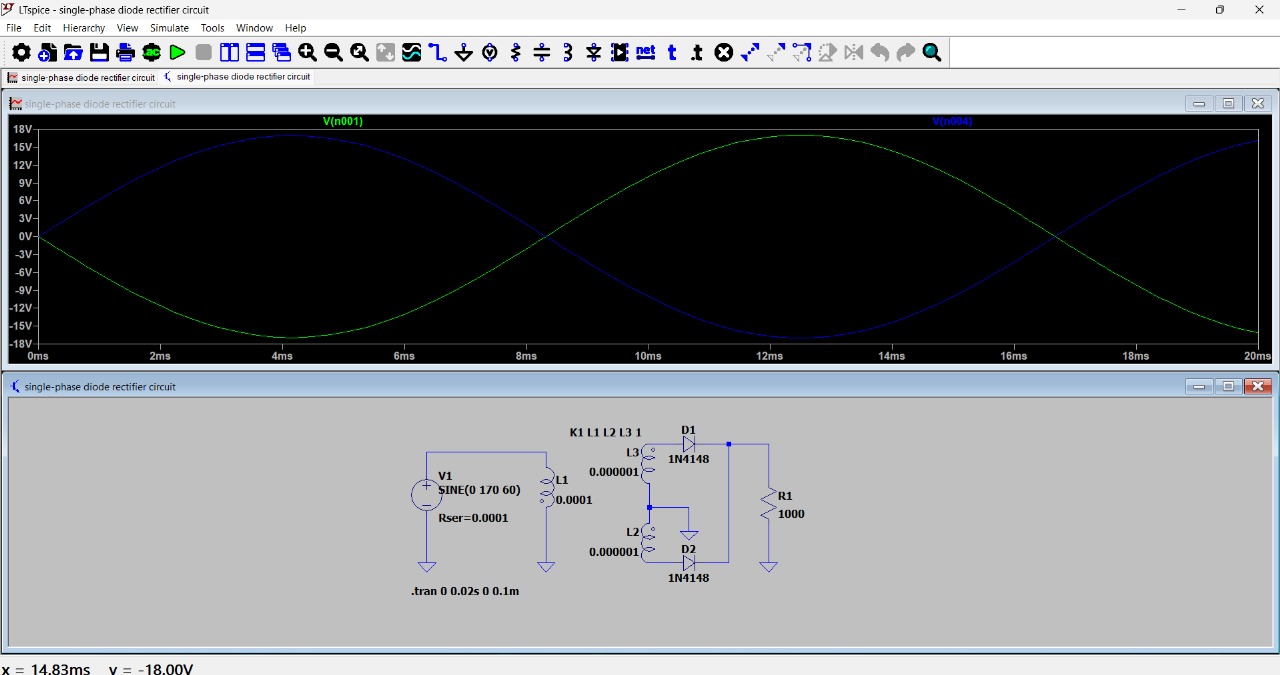 LTspice - single-phase diode rectifier circuit
File Edit Hierarchy View Simulate Tools Window Help
ac net t .t
single-phase diode rectifier circuit single-phase diode rectifier circuit
single-phase diode rectifier circuit
V(n001) V(n004)
18V
15V
12V
9V
6V
3V
0V
-3V
-6V
-9V
-12V
-15V
-18V
0ms 2ms 4ms 6ms 8ms 10ms 12ms 14ms 16ms 18ms 20ms
single-phase diode rectifier circuit
K1 L1 L2 L3 1
D1
1N4148
L3
0.000001
V1
SINE(0 170 60)
Rser=0.0001
L1
0.0001
R1
1000
L2
0.000001
D2
1N4148
.tran 0 0.02s 0 0.1m
x = 14.83ms y = -18.00V